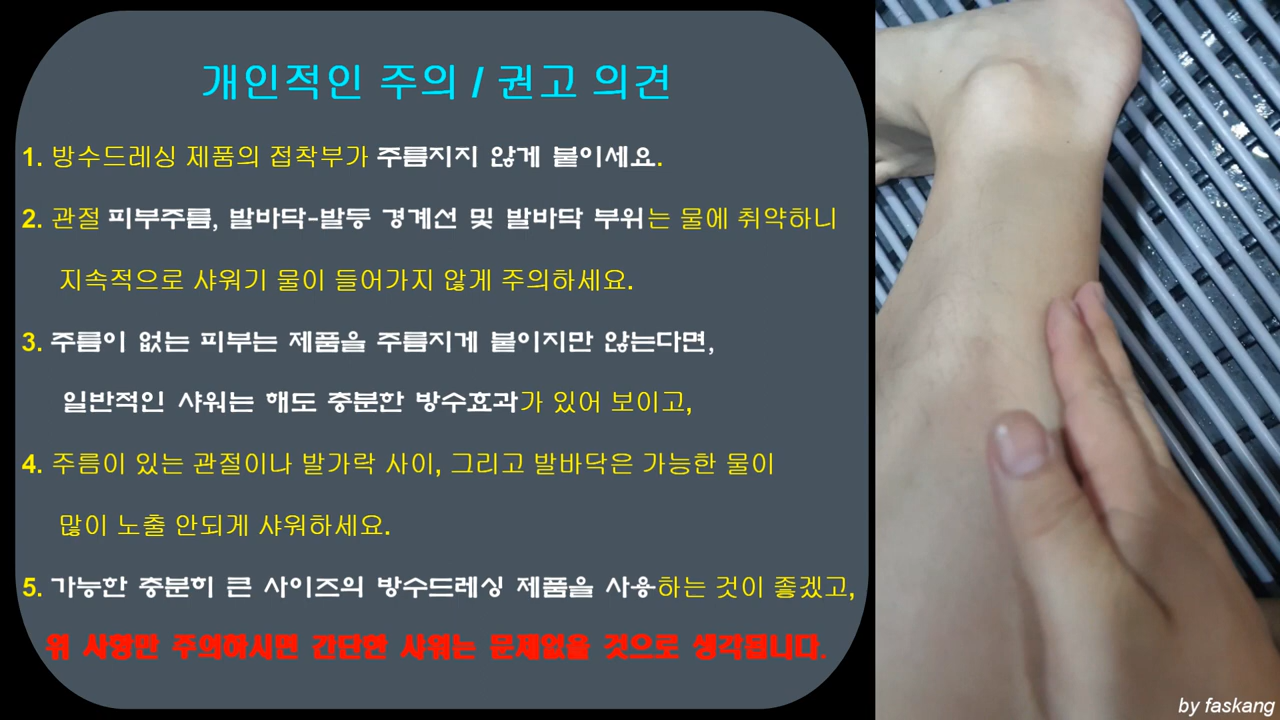 개인적인 주의 / 권고 의견
1. 방수드레싱 제품의 접착부가 주름지지 않게 붙이세요.
2. 관절 피부주름, 발바닥-발등 경계선 및 발바닥 부위는 물에 취약하니
지속적으로 샤워기 물이 들어가지 않게 주의하세요.
3. 주름이 없는 피부는 제품을 주름지게 붙이지만 않는다면,
일반적인 샤워는 해도 충분한 방수효과가 있어 보이고,
4. 주름이 있는 관절이나 발가락 사이, 그리고 발바닥은 가능한 물이
많이 노출 안되게 샤워하세요.
5. 가능한 충분히 큰 사이즈의 방수드레싱 제품을 사용하는 것이 좋겠고,
위 사항만 주의하시면 간단한 샤워는 문제없을 것으로 생각됩니다.
by faskang